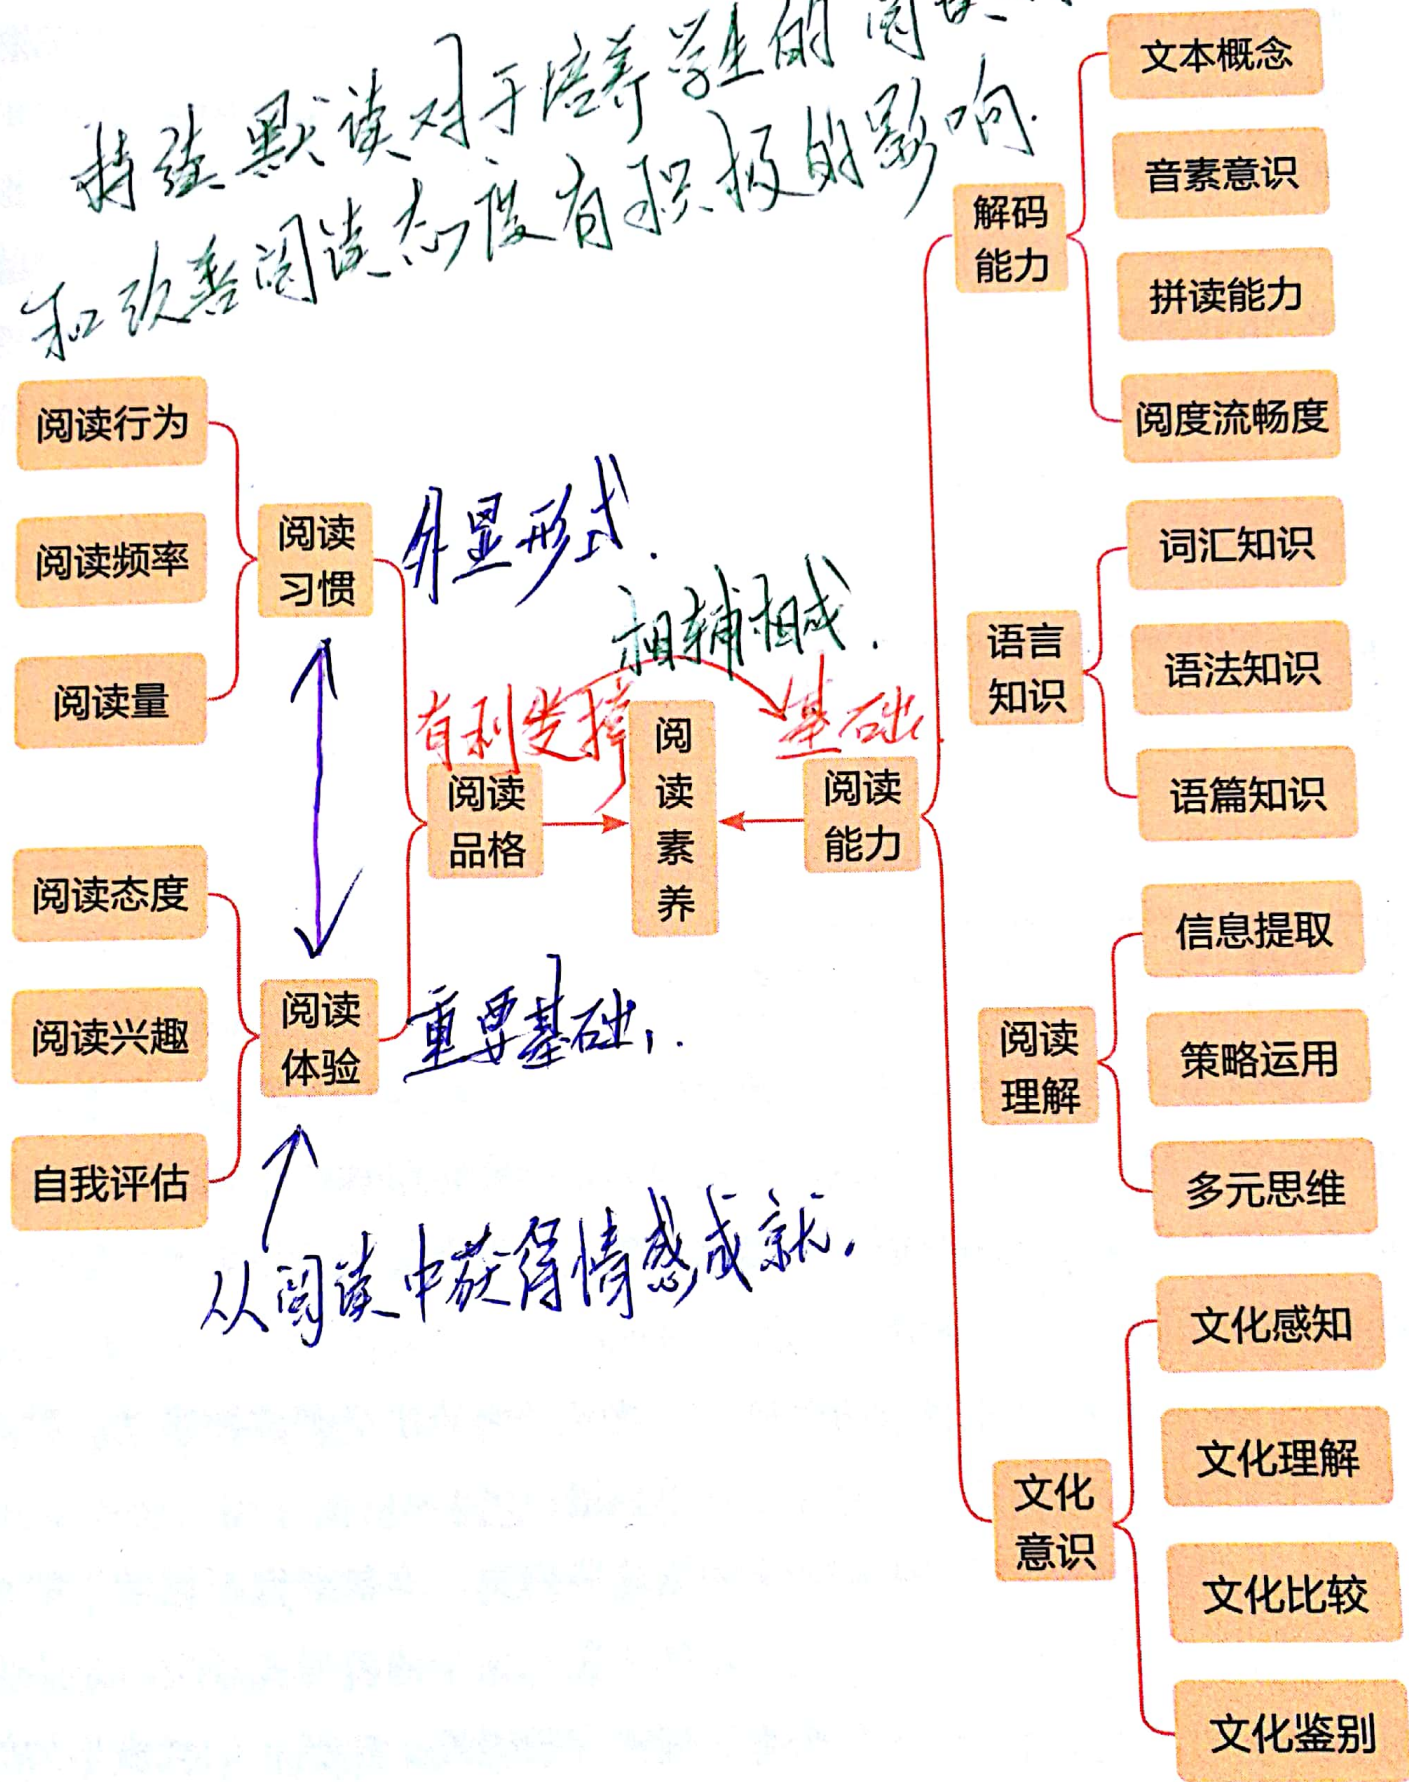 持续默读对于培养学生的阅读
和改善阅读态度有积极的影响.
阅读行为
阅读频率
阅读量
阅读
习惯
外显形式.
阅读态度
阅读兴趣
自我评估
阅读
体验
重要基础,.
从阅读中获得情感成就.
阅读
品格
有利发挥
相辅相成.
阅
读
素
养
基础.
阅读
能力
解码
能力
文本概念
音素意识
拼读能力
阅度流畅度
语言
知识
词汇知识
语法知识
语篇知识
阅读
理解
信息提取
策略运用
多元思维
文化
意识
文化感知
文化理解
文化比较
文化鉴别